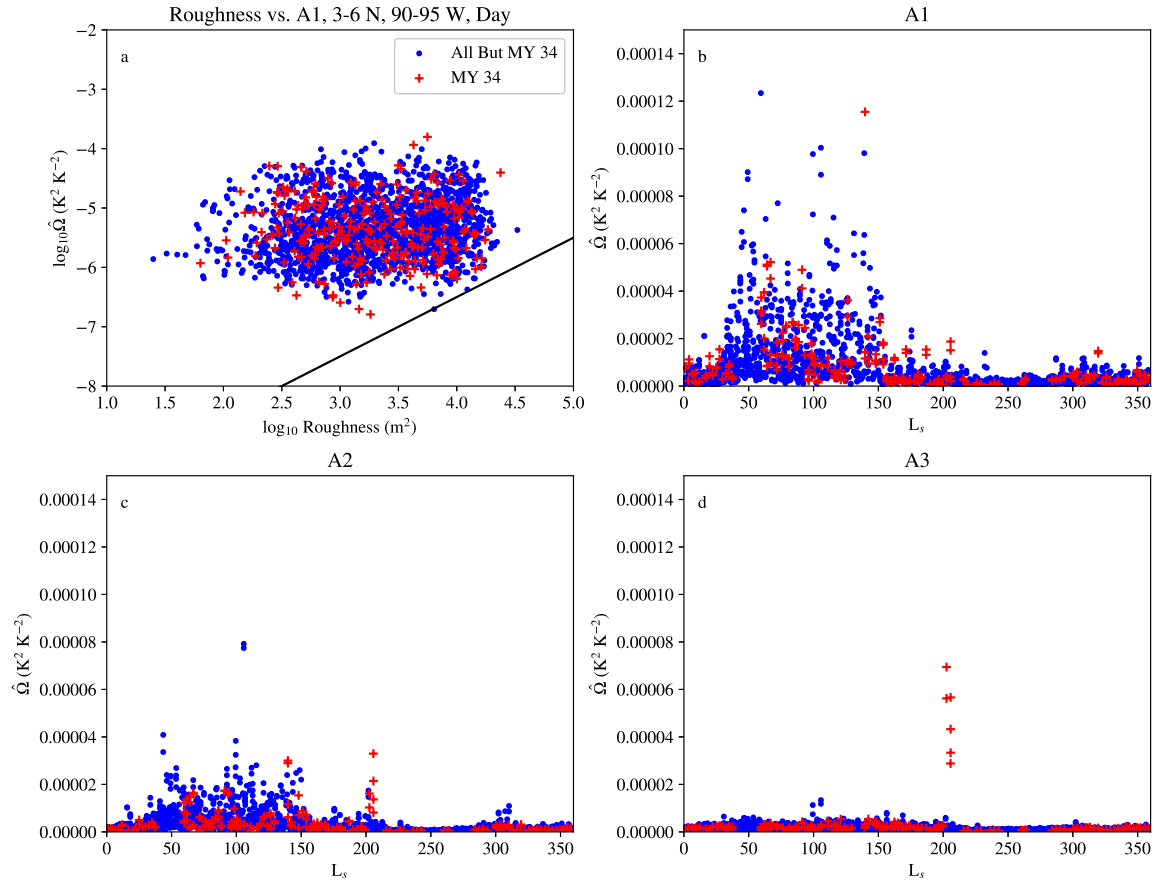 Roughness vs. A1, 3-6 N, 90-95 W, Day
a
All But MY 34
MY 34
−2
−3
−4
−5
−6
−7
−8
log₁₀Ω̂ (K² K⁻²)
1.0 1.5 2.0 2.5 3.0 3.5 4.0 4.5 5.0
log₁₀ Roughness (m²)
A1
b
0.00014
0.00012
0.00010
0.00008
0.00006
0.00004
0.00002
0.00000
Ω̂ (K² K⁻²)
0 50 100 150 200 250 300 350
Lₛ
A2
c
0.00014
0.00012
0.00010
0.00008
0.00006
0.00004
0.00002
0.00000
Ω̂ (K² K⁻²)
0 50 100 150 200 250 300 350
Lₛ
A3
d
0.00014
0.00012
0.00010
0.00008
0.00006
0.00004
0.00002
0.00000
Ω̂ (K² K⁻²)
0 50 100 150 200 250 300 350
Lₛ